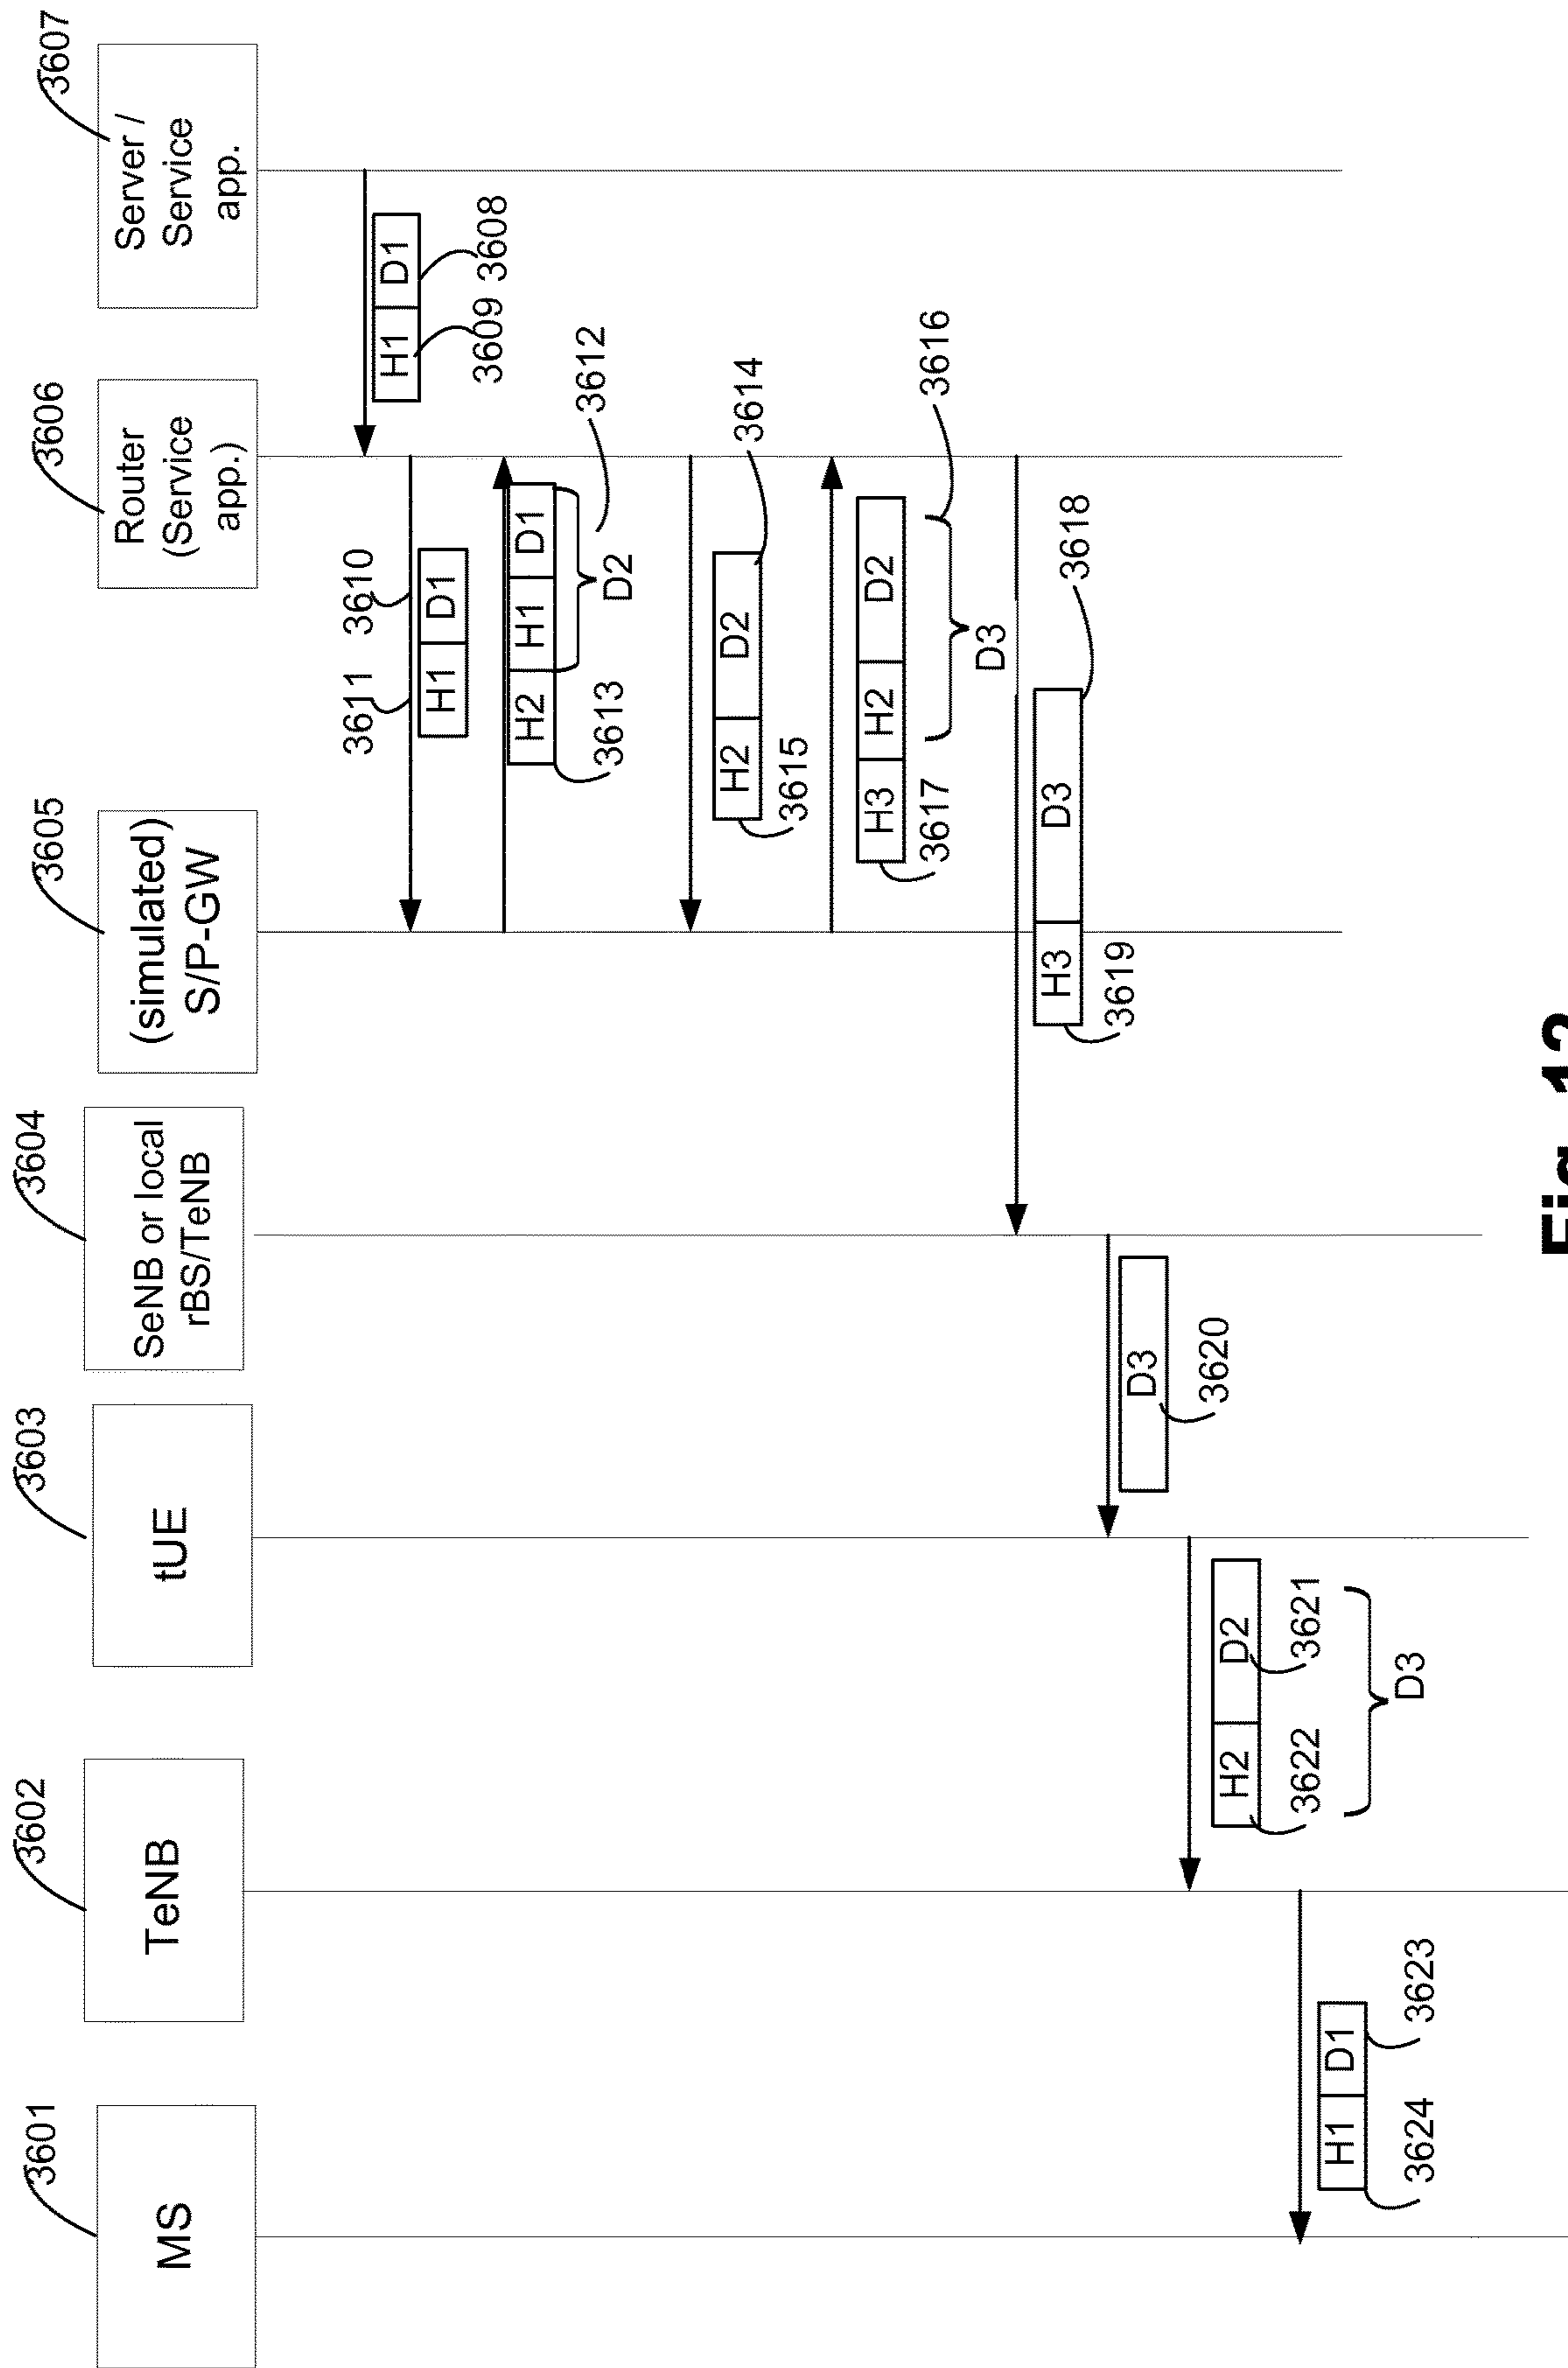 3601
MS
3602
TeNB
3603
tUE
3604
SeNB or local
rBS/TeNB
3605
(simulated)
S/P-GW
3606
Router
(Service
app.)
3607
Server /
Service
app.
H1 D1
3609 3608
3611 3610
H1 D1
H2 H1 D1
3613
D2
3612
H2 D2
3615
3614
H3 H2 D2
3617
D3
3616
H3 D3
3619
3618
D3
3620
H2 D2
3622 3621
D3
H1 D1
3624 3623